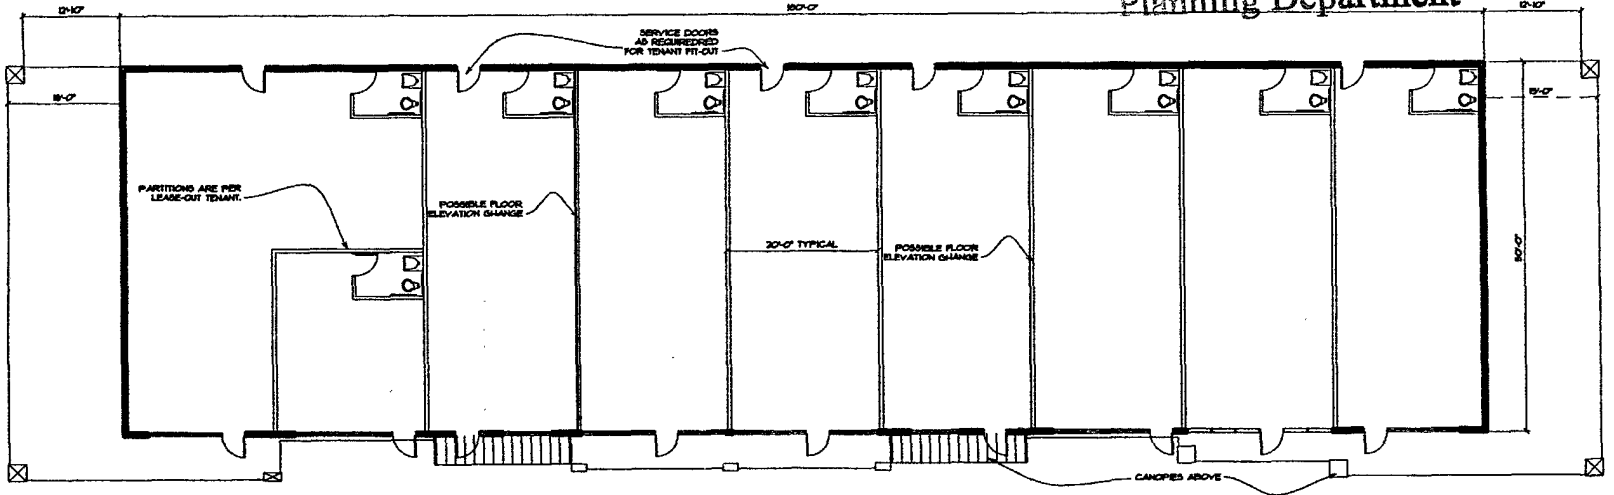 12'-10"
180'-0"
Planning Department
12'-10"
SERVICE DOORS
AS REQUIREDRED
FOR TENANT FIT-OUT
15'-0"
15'-0"
PARTITIONS ARE PER
LEASE-OUT TENANT.
POSSIBLE FLOOR
ELEVATION CHANGE
20'-0" TYPICAL
POSSIBLE FLOOR
ELEVATION CHANGE
50'-0"
CANOPIES ABOVE